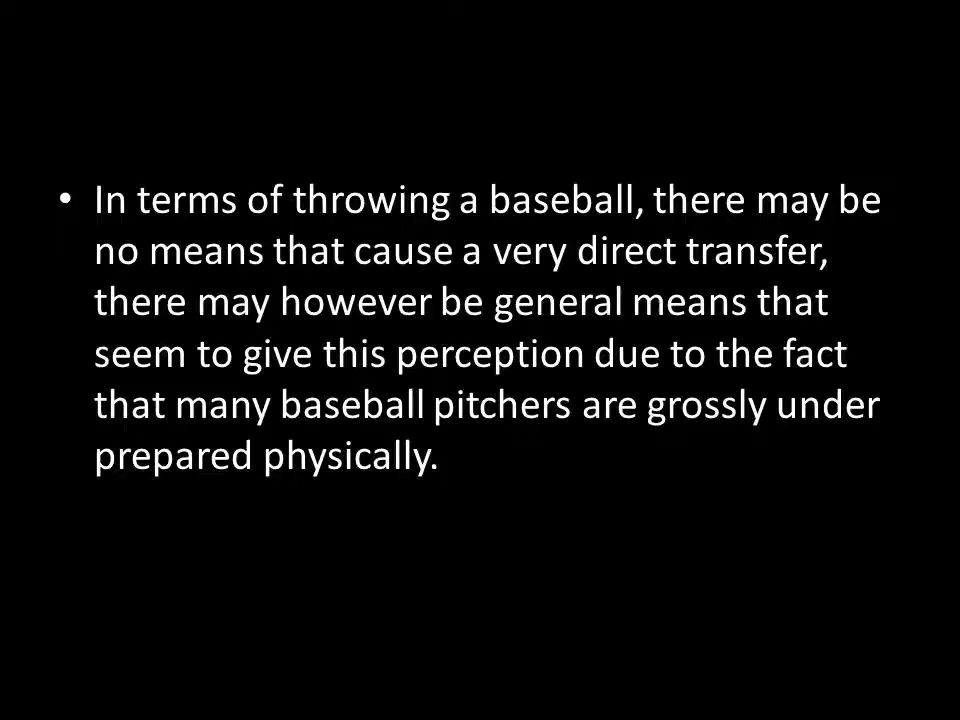 • In terms of throwing a baseball, there may be
no means that cause a very direct transfer,
there may however be general means that
seem to give this perception due to the fact
that many baseball pitchers are grossly under
prepared physically.